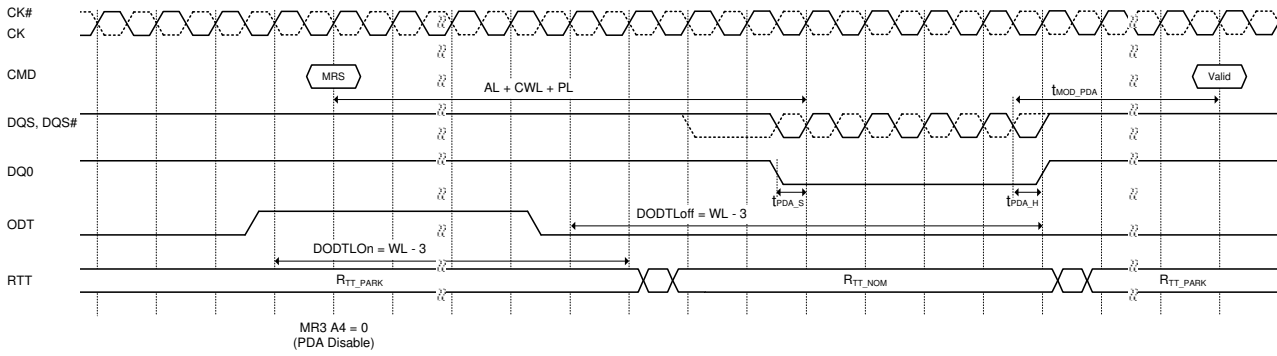 CK#
CK
CMD
MRS
Valid
AL + CWL + PL
tMOD_PDA
DQS, DQS#
DQ0
tPDA_S
tPDA_H
DODTLoff = WL - 3
ODT
DODTLOn = WL - 3
RTT
RTT_PARK
RTT_NOM
RTT_PARK
MR3 A4 = 0
(PDA Disable)